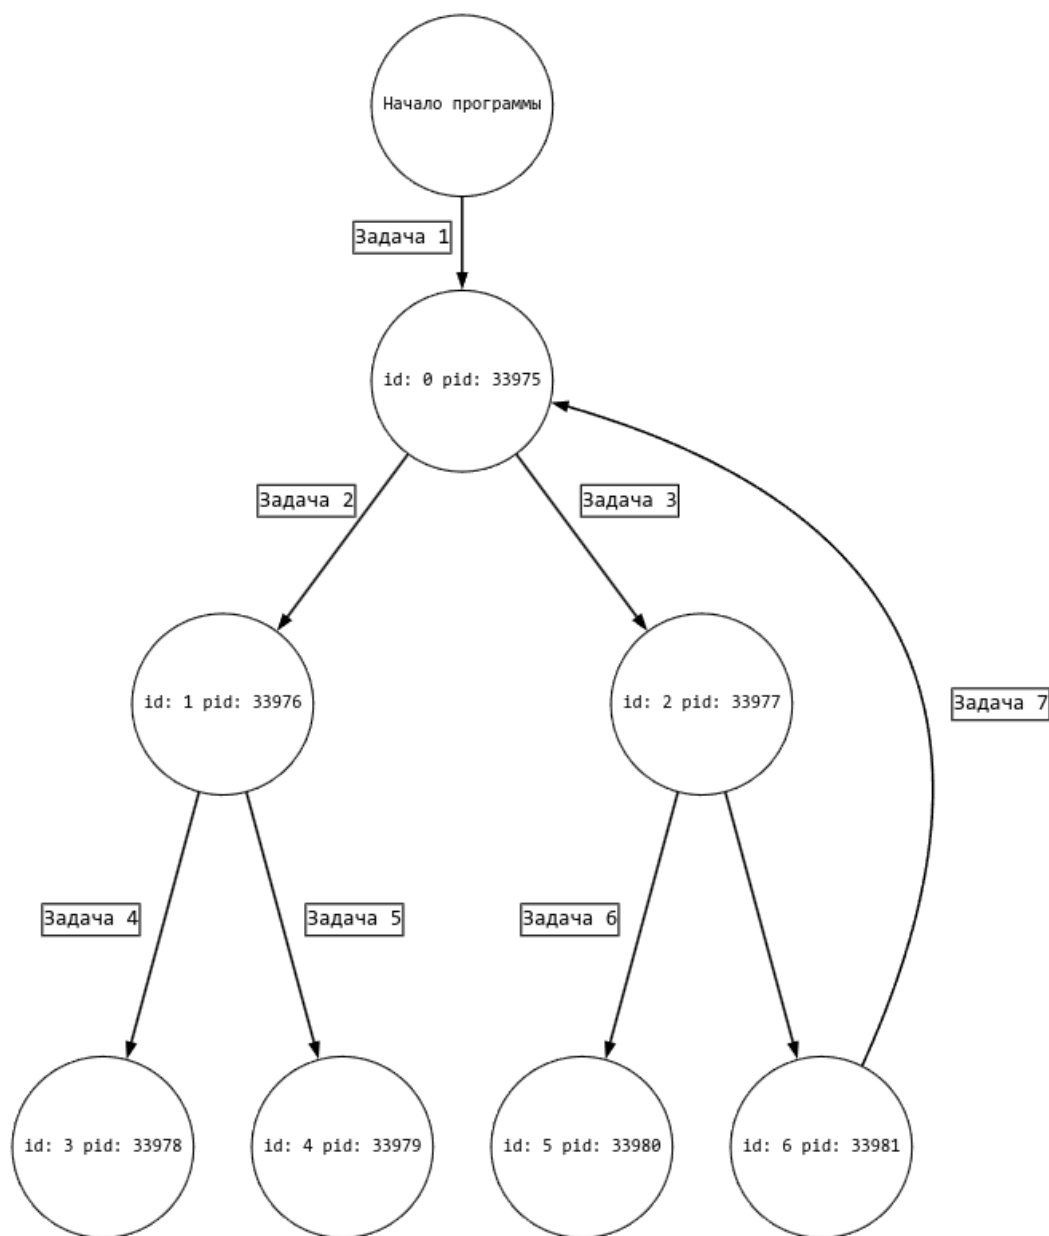 Начало программы
Задача 1
id: 0 pid: 33975
Задача 2
Задача 3
id: 1 pid: 33976
id: 2 pid: 33977
Задача 7
Задача 4
Задача 5
Задача 6
id: 3 pid: 33978
id: 4 pid: 33979
id: 5 pid: 33980
id: 6 pid: 33981